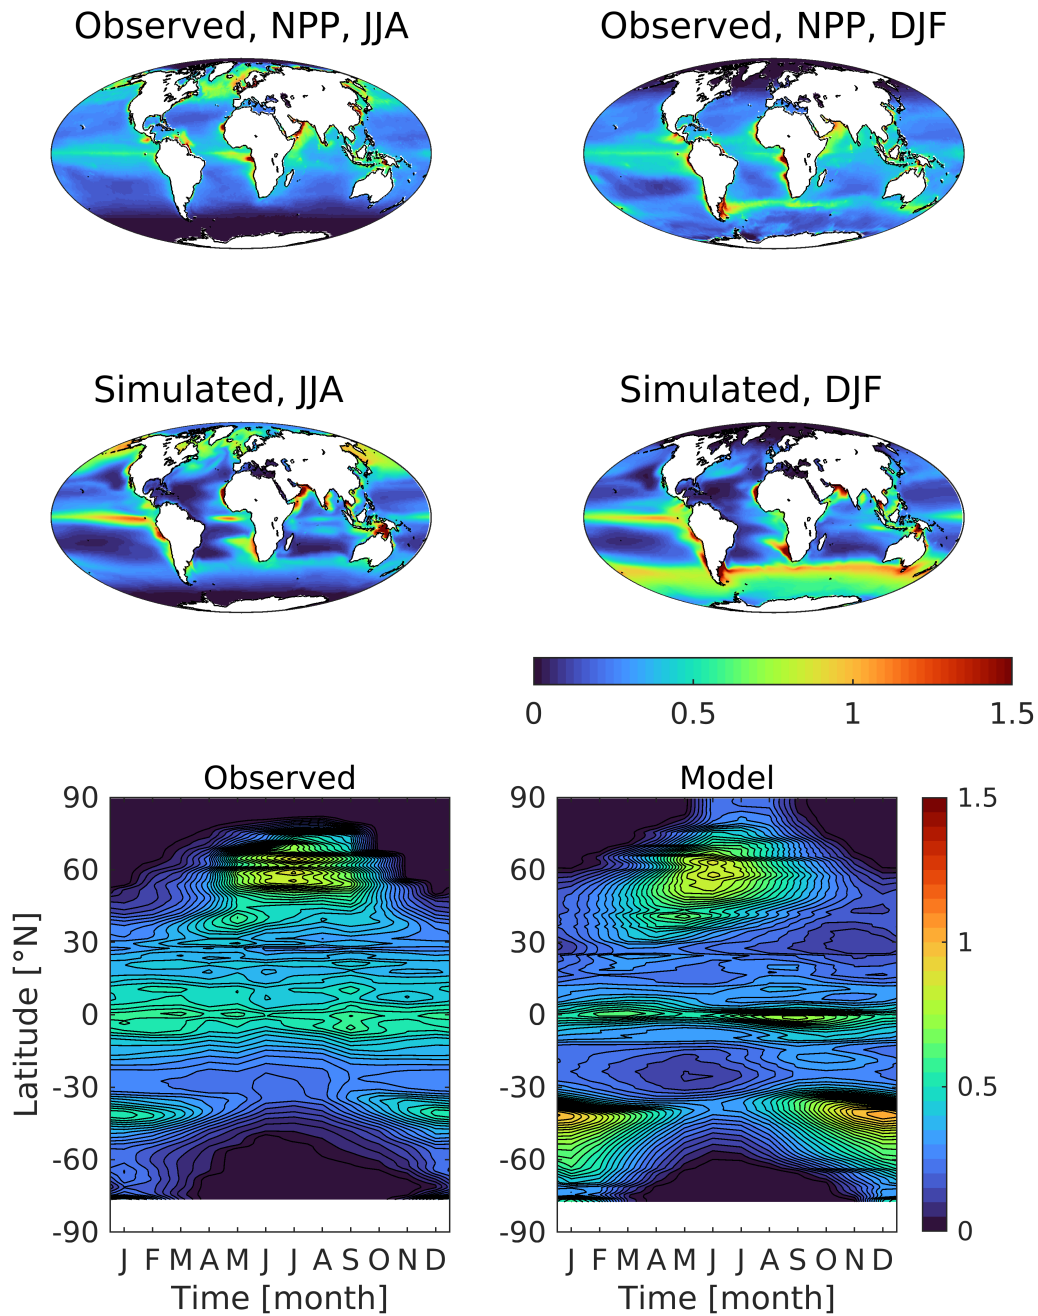 Observed, NPP, JJA
Observed, NPP, DJF
Simulated, JJA
Simulated, DJF
0 0.5 1 1.5
Observed
Model
90
60
30
0
-30
-60
-90
Latitude [°N]
J F M A M J J A S O N D
Time [month]
90
60
30
0
-30
-60
-90
J F M A M J J A S O N D
Time [month]
1.5
1
0.5
0